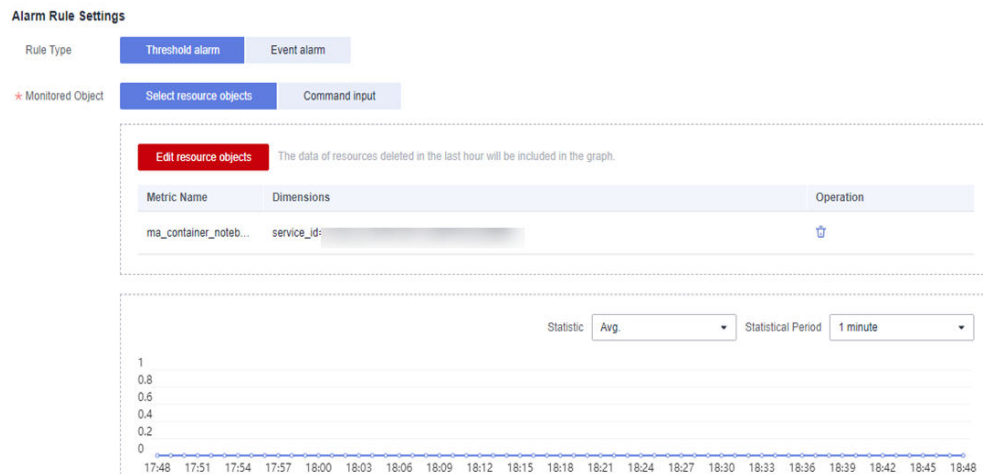 Alarm Rule Settings
Rule Type Threshold alarm Event alarm
* Monitored Object Select resource objects Command input
Edit resource objects The data of resources deleted in the last hour will be included in the graph.
Metric Name Dimensions Operation
ma_container_noteb... service_id=
Statistic Avg. Statistical Period 1 minute
1
0.8
0.6
0.4
0.2
0
17:48 17:51 17:54 17:57 18:00 18:03 18:06 18:09 18:12 18:15 18:18 18:21 18:24 18:27 18:30 18:33 18:36 18:39 18:42 18:45 18:48